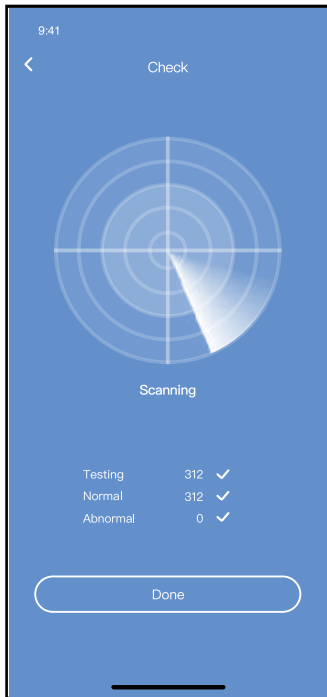 9:41
Check
Scanning
Testing 312
Normal 312
Abnormal 0
Done